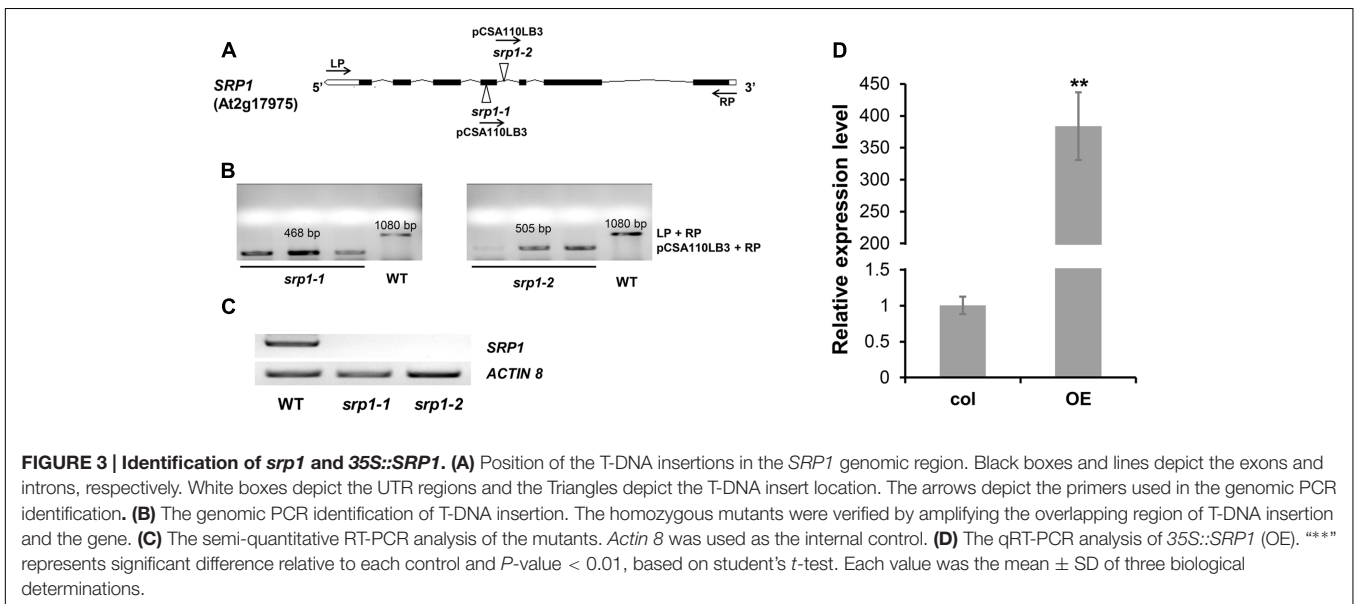 A
pCSA110LB3
srp1-2
LP
SRP1
(At2g17975)
5'
3'
RP
srp1-1
pCSA110LB3
B
468 bp
1080 bp
505 bp
1080 bp
LP + RP
pCSA110LB3 + RP
srp1-1
WT
srp1-2
WT
C
SRP1
ACTIN 8
WT
srp1-1
srp1-2
D
Relative expression level
450
400
350
300
250
200
1.5
1
0.5
0
**
col
OE
FIGURE 3 | Identification of srp1 and 35S::SRP1. (A) Position of the T-DNA insertions in the SRP1 genomic region. Black boxes and lines depict the exons and
introns, respectively. White boxes depict the UTR regions and the Triangles depict the T-DNA insert location. The arrows depict the primers used in the genomic PCR
identification. (B) The genomic PCR identification of T-DNA insertion. The homozygous mutants were verified by amplifying the overlapping region of T-DNA insertion
and the gene. (C) The semi-quantitative RT-PCR analysis of the mutants. Actin 8 was used as the internal control. (D) The qRT-PCR analysis of 35S::SRP1 (OE). "**"
represents significant difference relative to each control and P-value < 0.01, based on student's t-test. Each value was the mean ± SD of three biological
determinations.